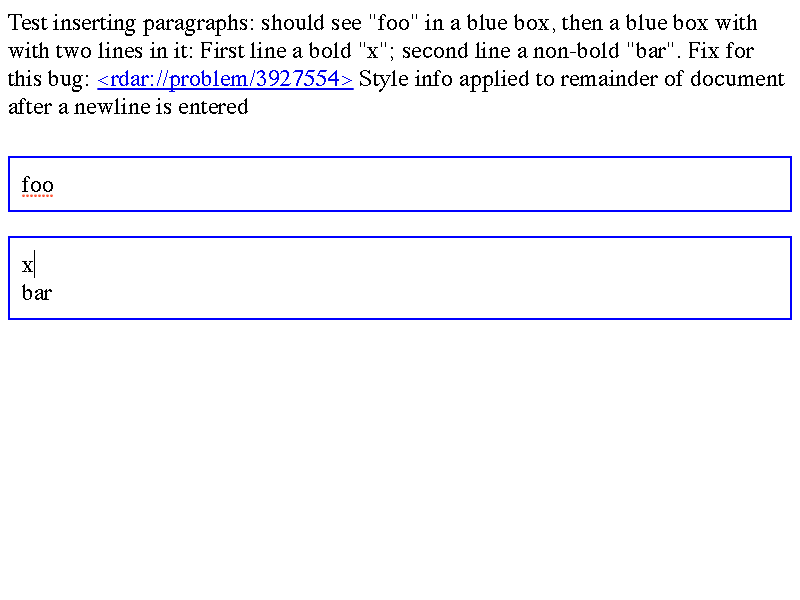 Test inserting paragraphs: should see "foo" in a blue box, then a blue box with
with two lines in it: First line a bold "x"; second line a non-bold "bar". Fix for
this bug: <rdar://problem/3927554> Style info applied to remainder of document
after a newline is entered
foo
x
bar